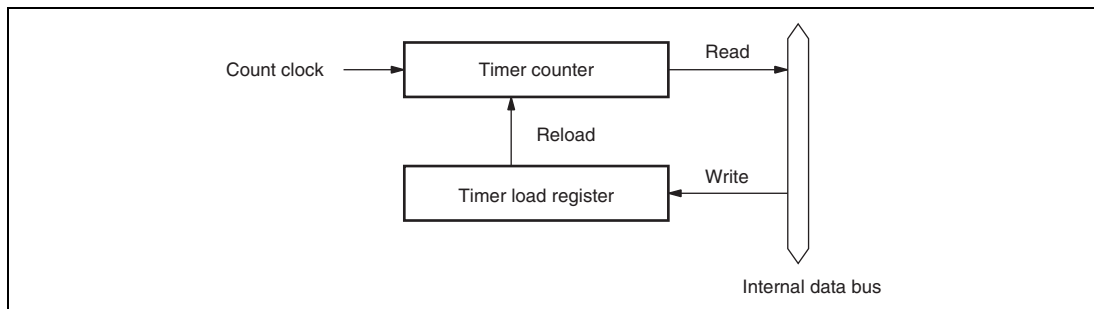 Read
Count clock
Timer counter
Reload
Write
Timer load register
Internal data bus